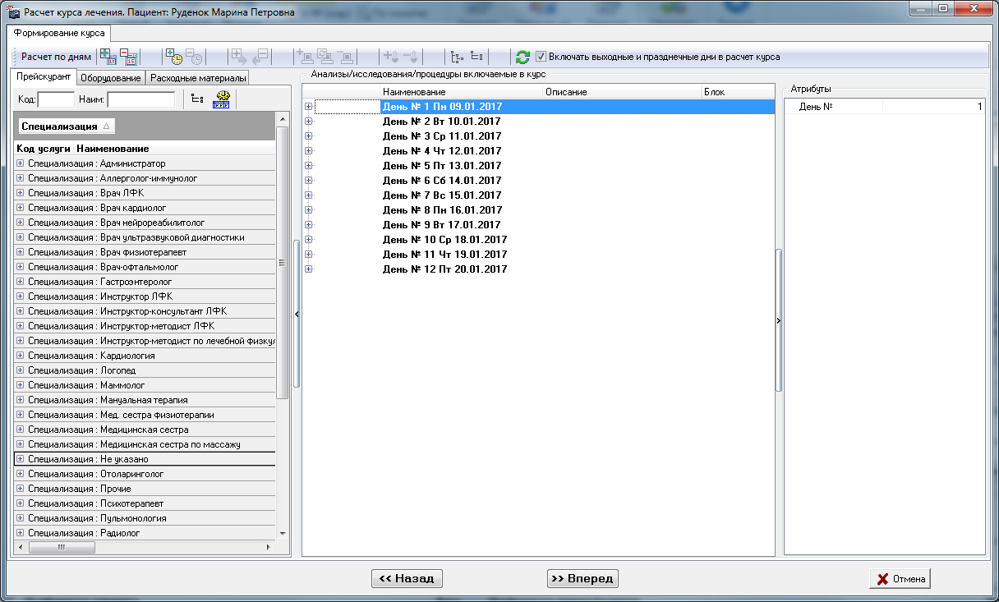 Расчет курса лечения. Пациент: Руденок Марина Петровна
Формирование курса
Расчет по дням
Включать выходные и празднечные дни в расчет курса
Прейскурант Оборудование Расходные материалы
Код: Наим:
Специализация
Код услуги Наименование
Специализация : Администратор
Специализация : Аллерголог-иммунолог
Специализация : Врач ЛФК
Специализация : Врач кардиолог
Специализация : Врач нейрореабилитолог
Специализация : Врач ультразвуковой диагностики
Специализация : Врач физиотерапевт
Специализация : Врач-офтальмолог
Специализация : Гастроэнтеролог
Специализация : Инструктор ЛФК
Специализация : Инструктор-консультант ЛФК
Специализация : Инструктор-методист ЛФК
Специализация : Инструктор-методист по лечебной физкул
Специализация : Кардиология
Специализация : Логопед
Специализация : Маммолог
Специализация : Мануальная терапия
Специализация : Мед. сестра физиотерапии
Специализация : Медицинская сестра
Специализация : Медицинская сестра по массажу
Специализация : Не указано
Специализация : Отоларинголог
Специализация : Прочие
Специализация : Психотерапевт
Специализация : Пульмонология
Специализация : Радиолог
Анализы/исследования/процедуры включаемые в курс
Наименование Описание Блок
День № 1 Пн 09.01.2017
День № 2 Вт 10.01.2017
День № 3 Ср 11.01.2017
День № 4 Чт 12.01.2017
День № 5 Пт 13.01.2017
День № 6 Сб 14.01.2017
День № 7 Вс 15.01.2017
День № 8 Пн 16.01.2017
День № 9 Вт 17.01.2017
День № 10 Ср 18.01.2017
День № 11 Чт 19.01.2017
День № 12 Пт 20.01.2017
Атрибуты
День № 1
<< Назад
>> Вперед
Отмена